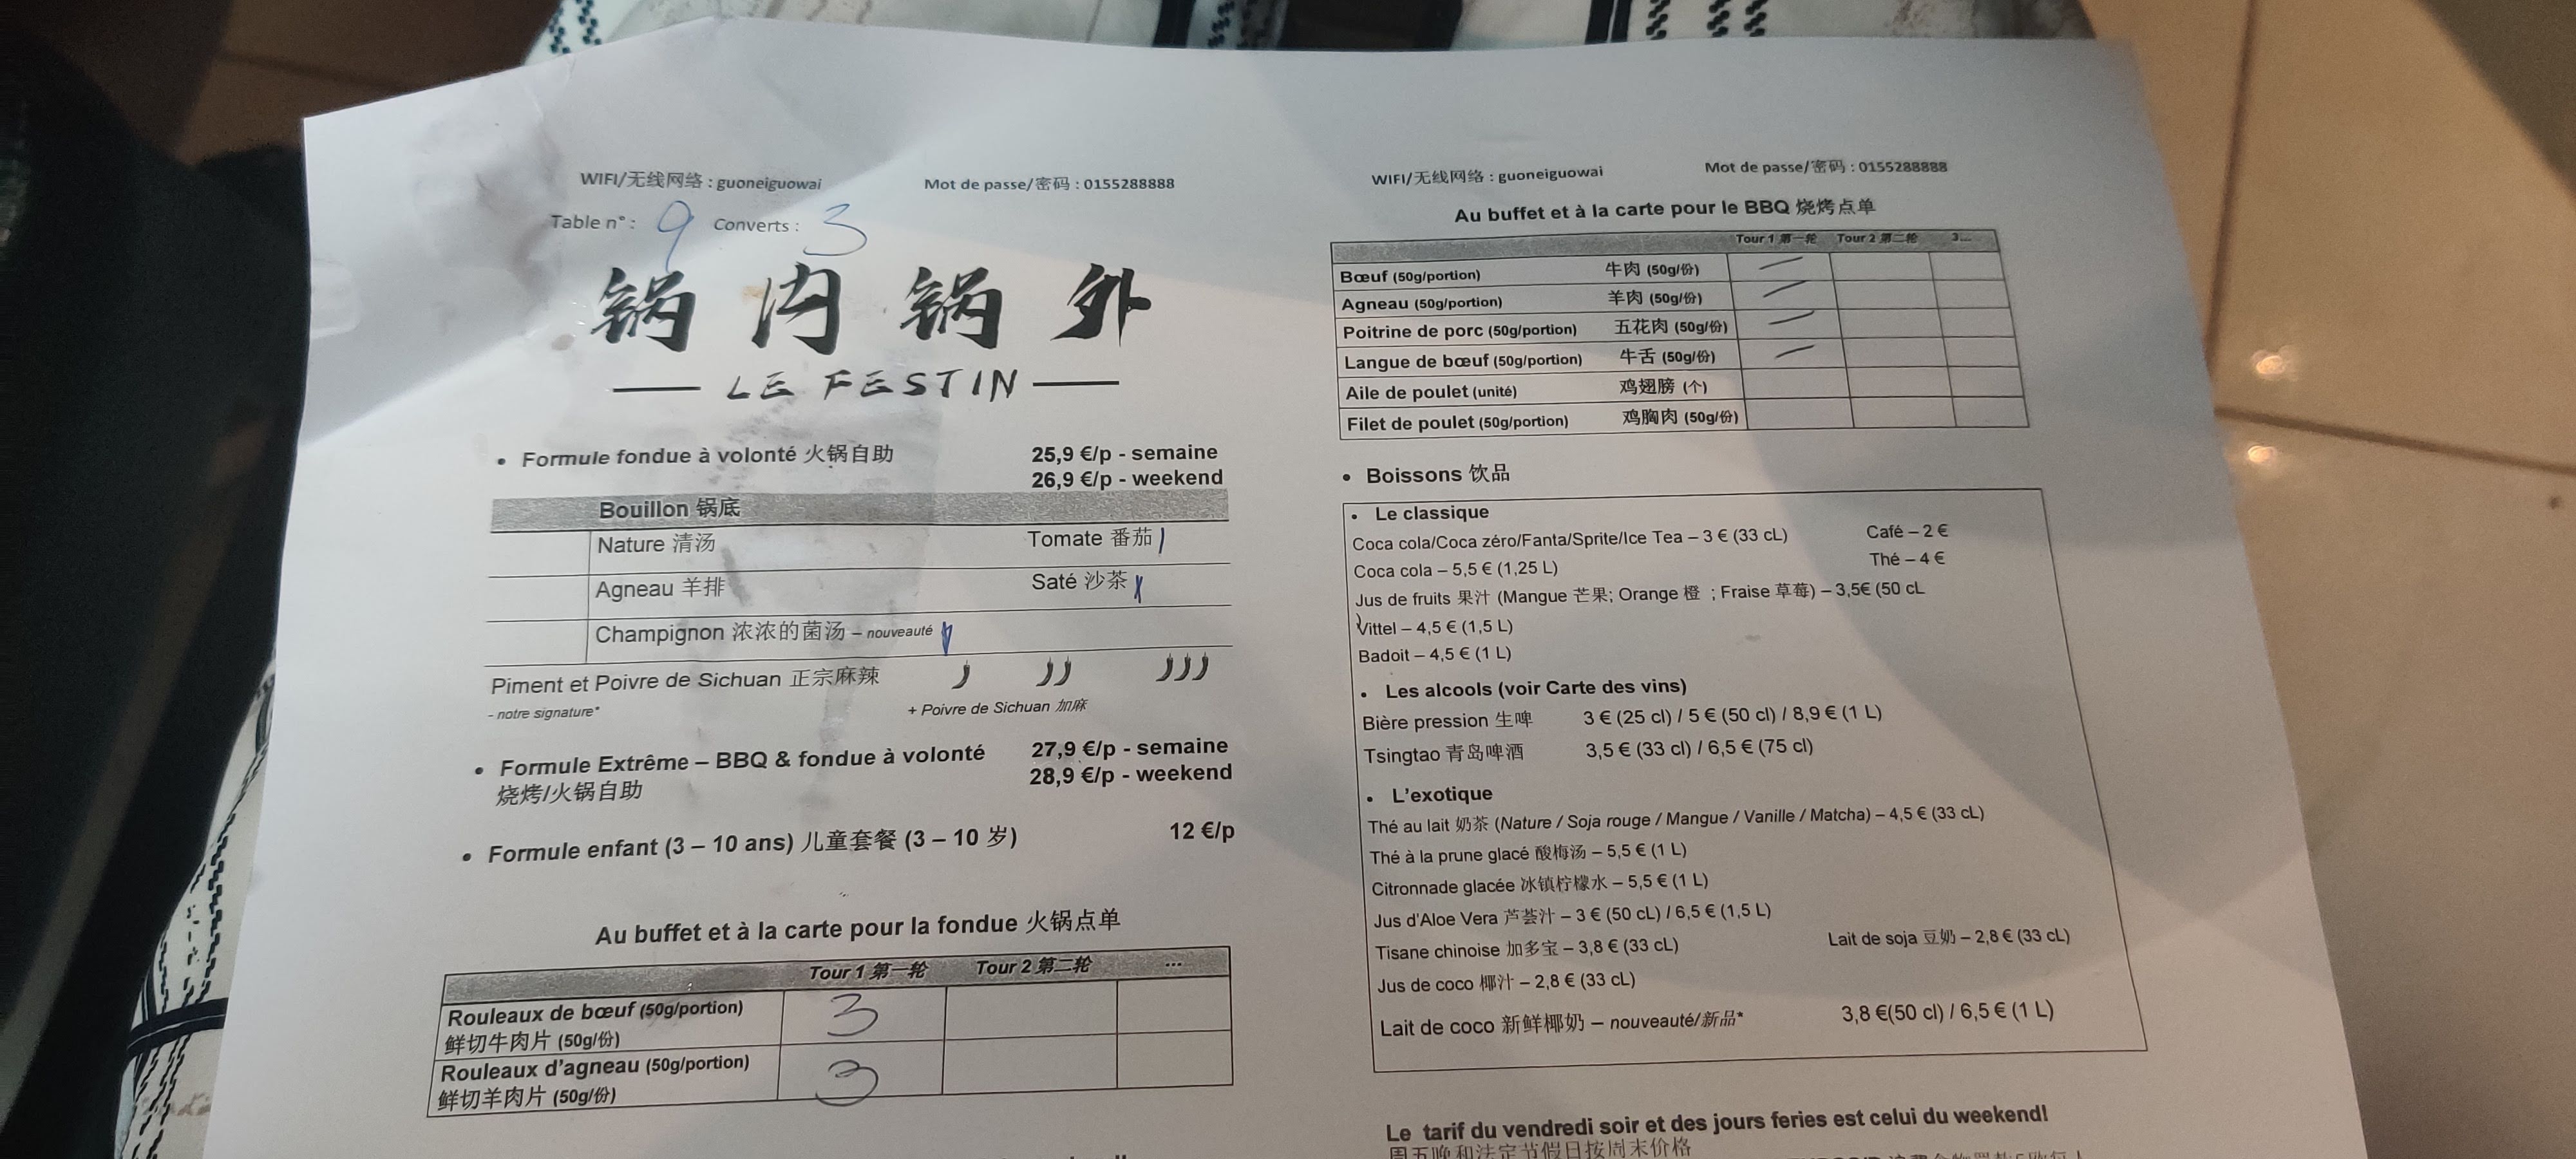 WIFI/无线网络 : guoneiguowai Mot de passe/密码 : 0155288888
Table n° : 9 Converts : 3
锅内锅外
LE FESTIN
• Formule fondue à volonté 火锅自助 25,9 €/p - semaine
26,9 €/p - weekend
Bouillon 锅底
Nature 清汤 Tomate 番茄
Agneau 羊排 Saté 沙茶
Champignon 浓浓的菌汤 – nouveauté
Piment et Poivre de Sichuan 正宗麻辣
- notre signature* + Poivre de Sichuan 加麻
• Formule Extrême – BBQ & fondue à volonté 27,9 €/p - semaine
烧烤/火锅自助 28,9 €/p - weekend
• Formule enfant (3 – 10 ans) 儿童套餐 (3 – 10 岁) 12 €/p
Au buffet et à la carte pour la fondue 火锅点单
Tour 1 第一轮 Tour 2 第二轮 ...
Rouleaux de bœuf (50g/portion) 3
鲜切牛肉片 (50g/份)
Rouleaux d'agneau (50g/portion) 3
鲜切羊肉片 (50g/份)
WIFI/无线网络 : guoneiguowai Mot de passe/密码 : 0155288888
Au buffet et à la carte pour le BBQ 烧烤点单
Tour 1 第一轮 Tour 2 第二轮 3...
Bœuf (50g/portion) 牛肉 (50g/份)
Agneau (50g/portion) 羊肉 (50g/份)
Poitrine de porc (50g/portion) 五花肉 (50g/份)
Langue de bœuf (50g/portion) 牛舌 (50g/份)
Aile de poulet (unité) 鸡翅膀 (个)
Filet de poulet (50g/portion) 鸡胸肉 (50g/份)
• Boissons 饮品
• Le classique
Coca cola/Coca zéro/Fanta/Sprite/Ice Tea – 3 € (33 cL) Café – 2 €
Coca cola – 5,5 € (1,25 L) Thé – 4 €
Jus de fruits 果汁 (Mangue 芒果; Orange 橙 ; Fraise 草莓) – 3,5€ (50 cL
Vittel – 4,5 € (1,5 L)
Badoit – 4,5 € (1 L)
• Les alcools (voir Carte des vins)
Bière pression 生啤 3 € (25 cl) / 5 € (50 cl) / 8,9 € (1 L)
Tsingtao 青岛啤酒 3,5 € (33 cl) / 6,5 € (75 cl)
• L'exotique
Thé au lait 奶茶 (Nature / Soja rouge / Mangue / Vanille / Matcha) – 4,5 € (33 cL)
Thé à la prune glacé 酸梅汤 – 5,5 € (1 L)
Citronnade glacée 冰镇柠檬水 – 5,5 € (1 L)
Jus d'Aloe Vera 芦荟汁 – 3 € (50 cL) / 6,5 € (1,5 L)
Tisane chinoise 加多宝 – 3,8 € (33 cL) Lait de soja 豆奶 – 2,8 € (33 cL)
Jus de coco 椰汁 – 2,8 € (33 cL)
Lait de coco 新鲜椰奶 – nouveauté/新品* 3,8 €(50 cl) / 6,5 € (1 L)
Le tarif du vendredi soir et des jours feries est celui du weekend!
周五晚和法定节假日按周末价格